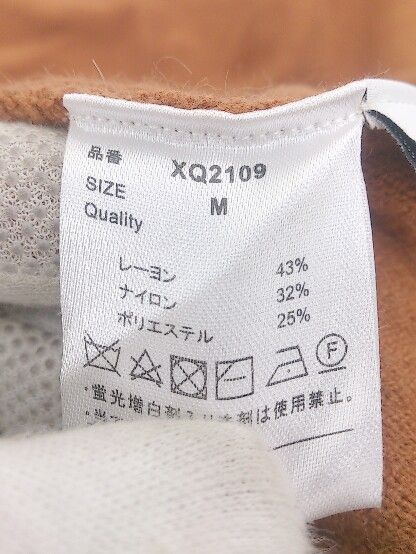 品番 XQ2109
SIZE M
Quality
レーヨン 43%
ナイロン 32%
ポリエステル 25%
F
・蛍光増白剤入り洗剤は使用禁止。